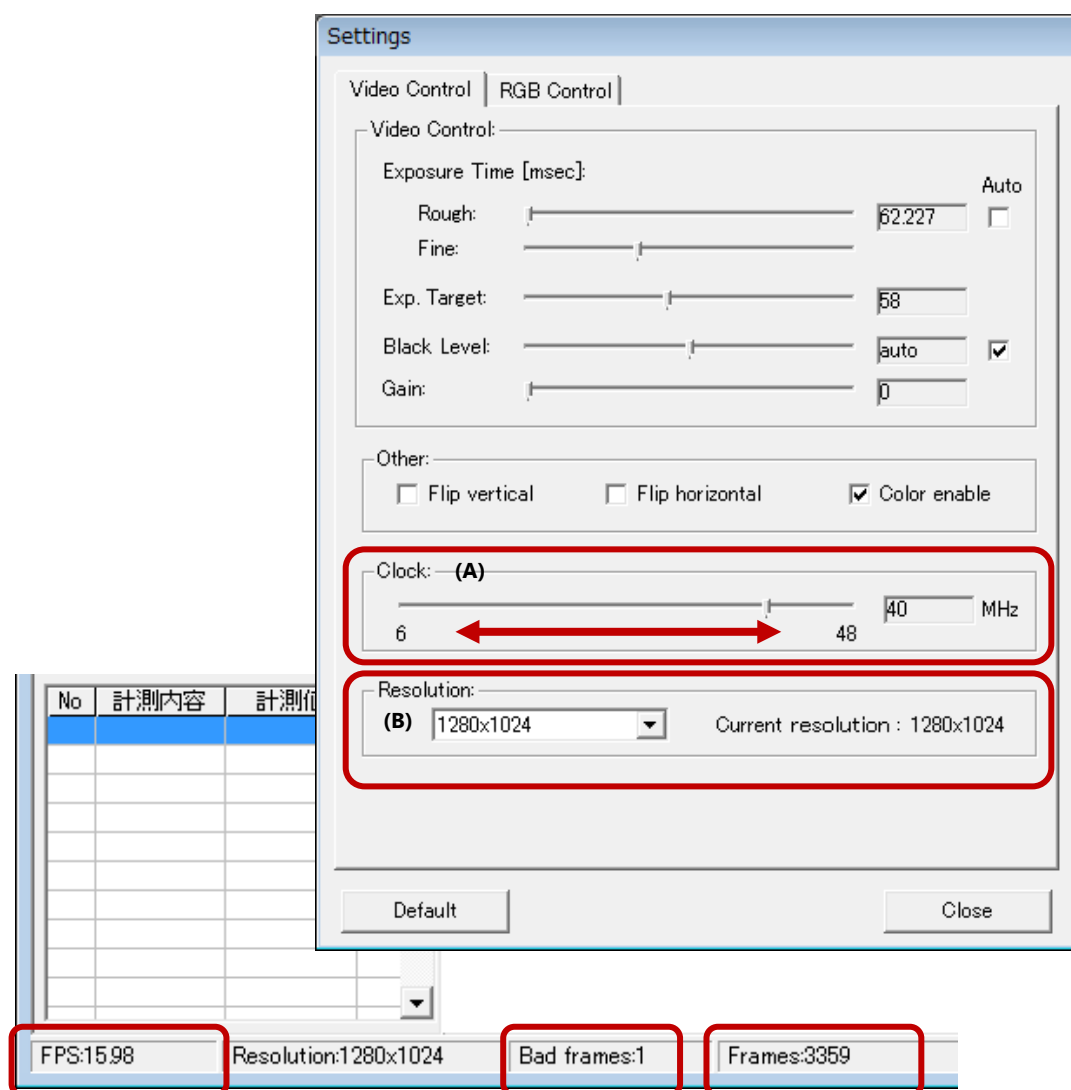 Settings
Video Control
RGB Control
Video Control:
Exposure Time [msec]:
Auto
Rough:
62.227
Fine:
Exp. Target:
58
Black Level:
auto
Gain:
0
Other:
Flip vertical
Flip horizontal
Color enable
Clock:
(A)
40
MHz
6
48
Resolution:
(B)
1280x1024
Current resolution : 1280x1024
Default
Close
No
計測内容
計測
FPS:15.98
Resolution:1280x1024
Bad frames:1
Frames:3359